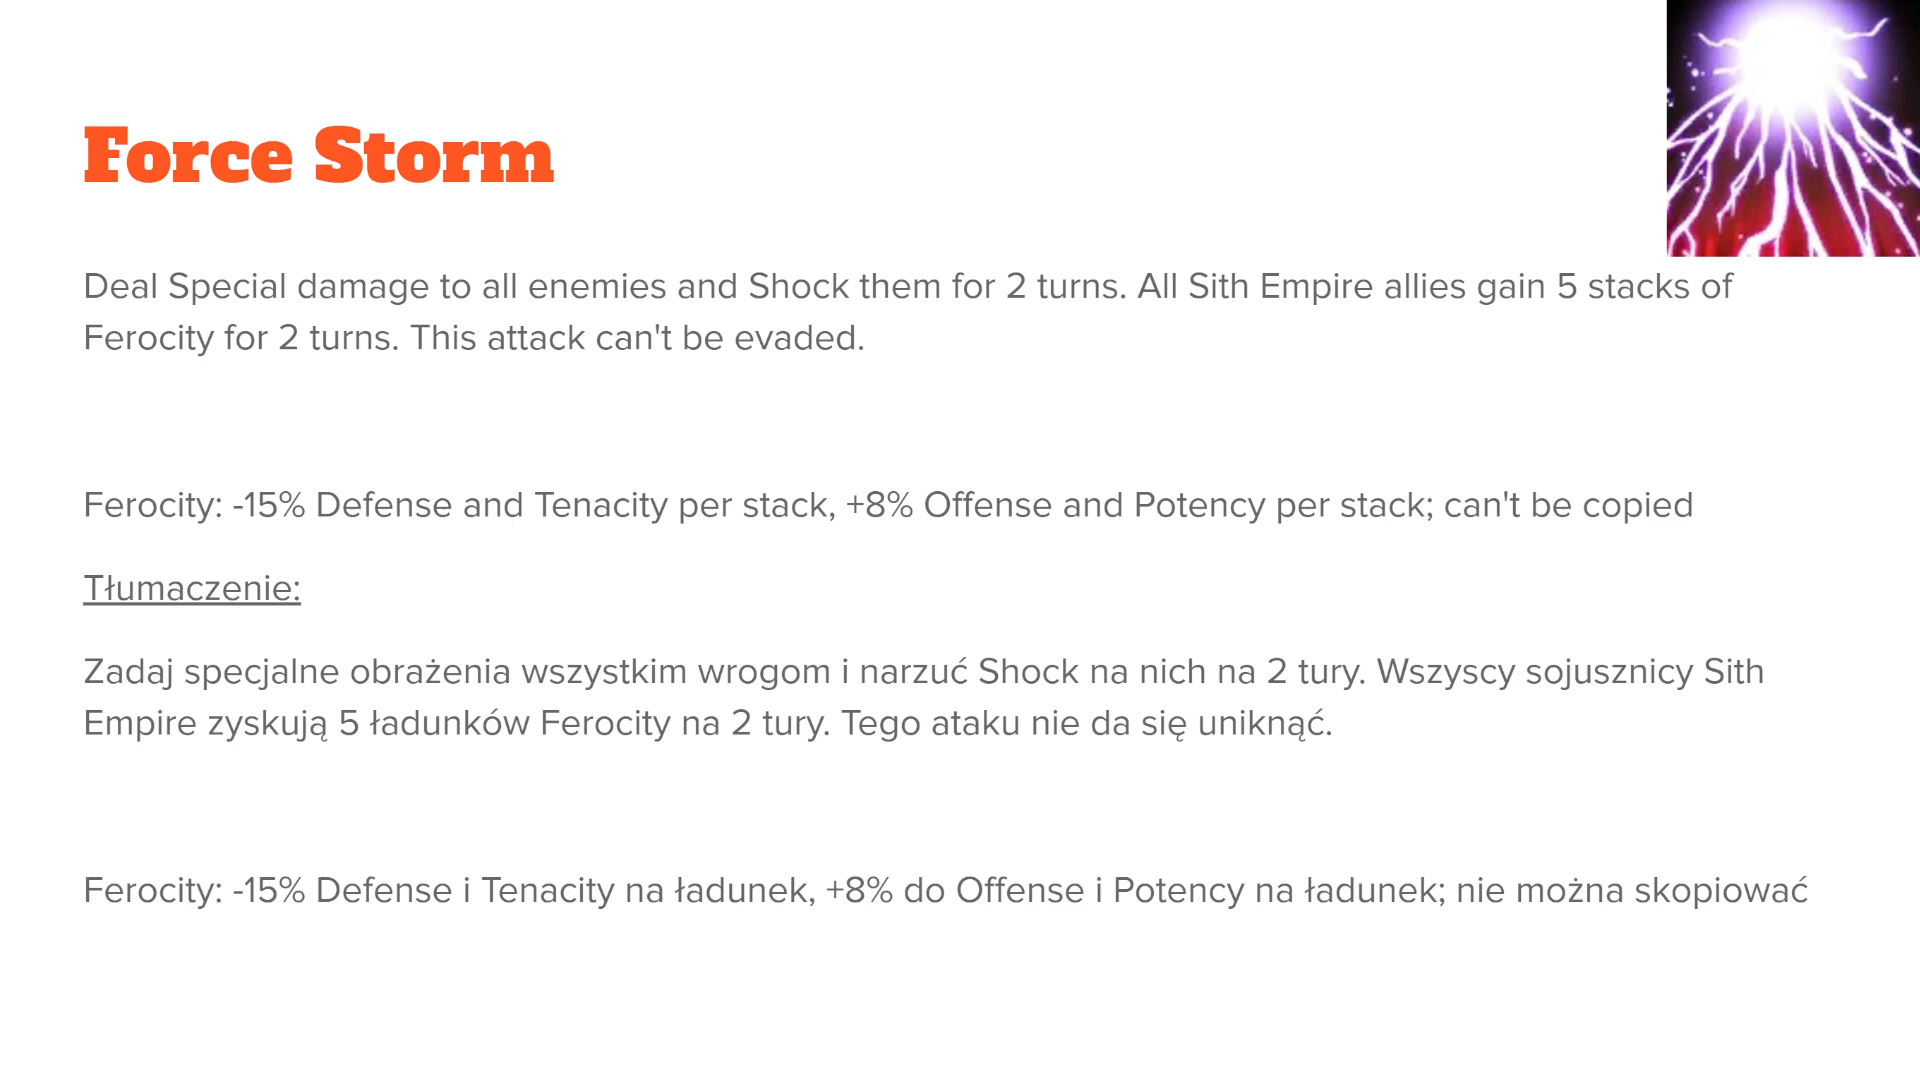 Force Storm
Deal Special damage to all enemies and Shock them for 2 turns. All Sith Empire allies gain 5 stacks of
Ferocity for 2 turns. This attack can't be evaded.
Ferocity: -15% Defense and Tenacity per stack, +8% Offense and Potency per stack; can't be copied
Tłumaczenie:
Zadaj specjalne obrażenia wszystkim wrogom i narzuć Shock na nich na 2 tury. Wszyscy sojusznicy Sith
Empire zyskują 5 ładunków Ferocity na 2 tury. Tego ataku nie da się uniknąć.
Ferocity: -15% Defense i Tenacity na ładunek, +8% do Offense i Potency na ładunek; nie można skopiować